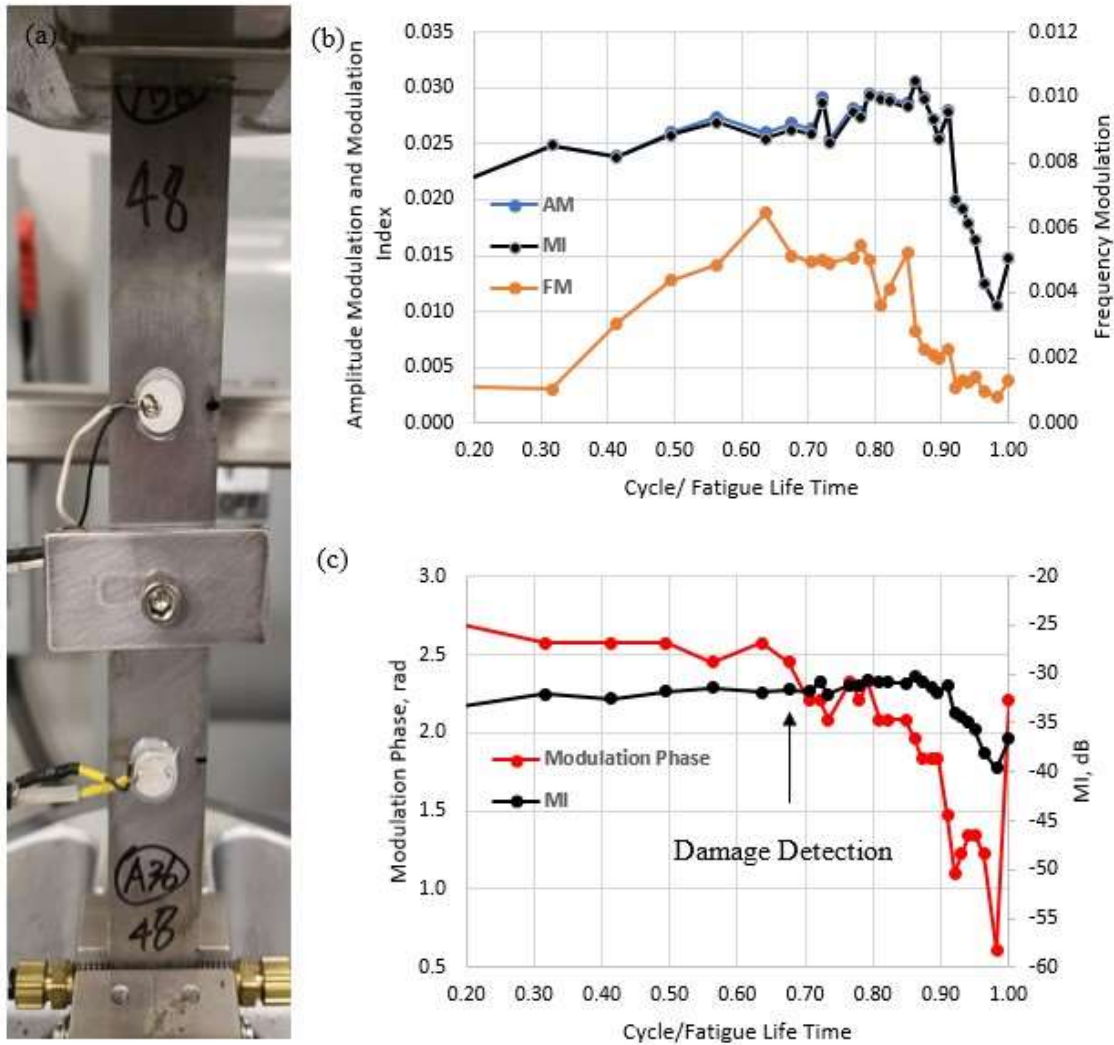 (a)
48
A36
48
(b)
0.035
0.030
0.025
0.020
0.015
0.010
0.005
0.000
Amplitude Modulation and Modulation
Index
0.012
0.010
0.008
0.006
0.004
0.002
0.000
Frequency Modulation
AM
MI
FM
0.20 0.30 0.40 0.50 0.60 0.70 0.80 0.90 1.00
Cycle/ Fatigue Life Time
(c)
3.0
2.5
2.0
1.5
1.0
0.5
Modulation Phase, rad
-20
-25
-30
-35
-40
-45
-50
-55
-60
MI, dB
Modulation Phase
MI
Damage Detection
0.20 0.30 0.40 0.50 0.60 0.70 0.80 0.90 1.00
Cycle/Fatigue Life Time